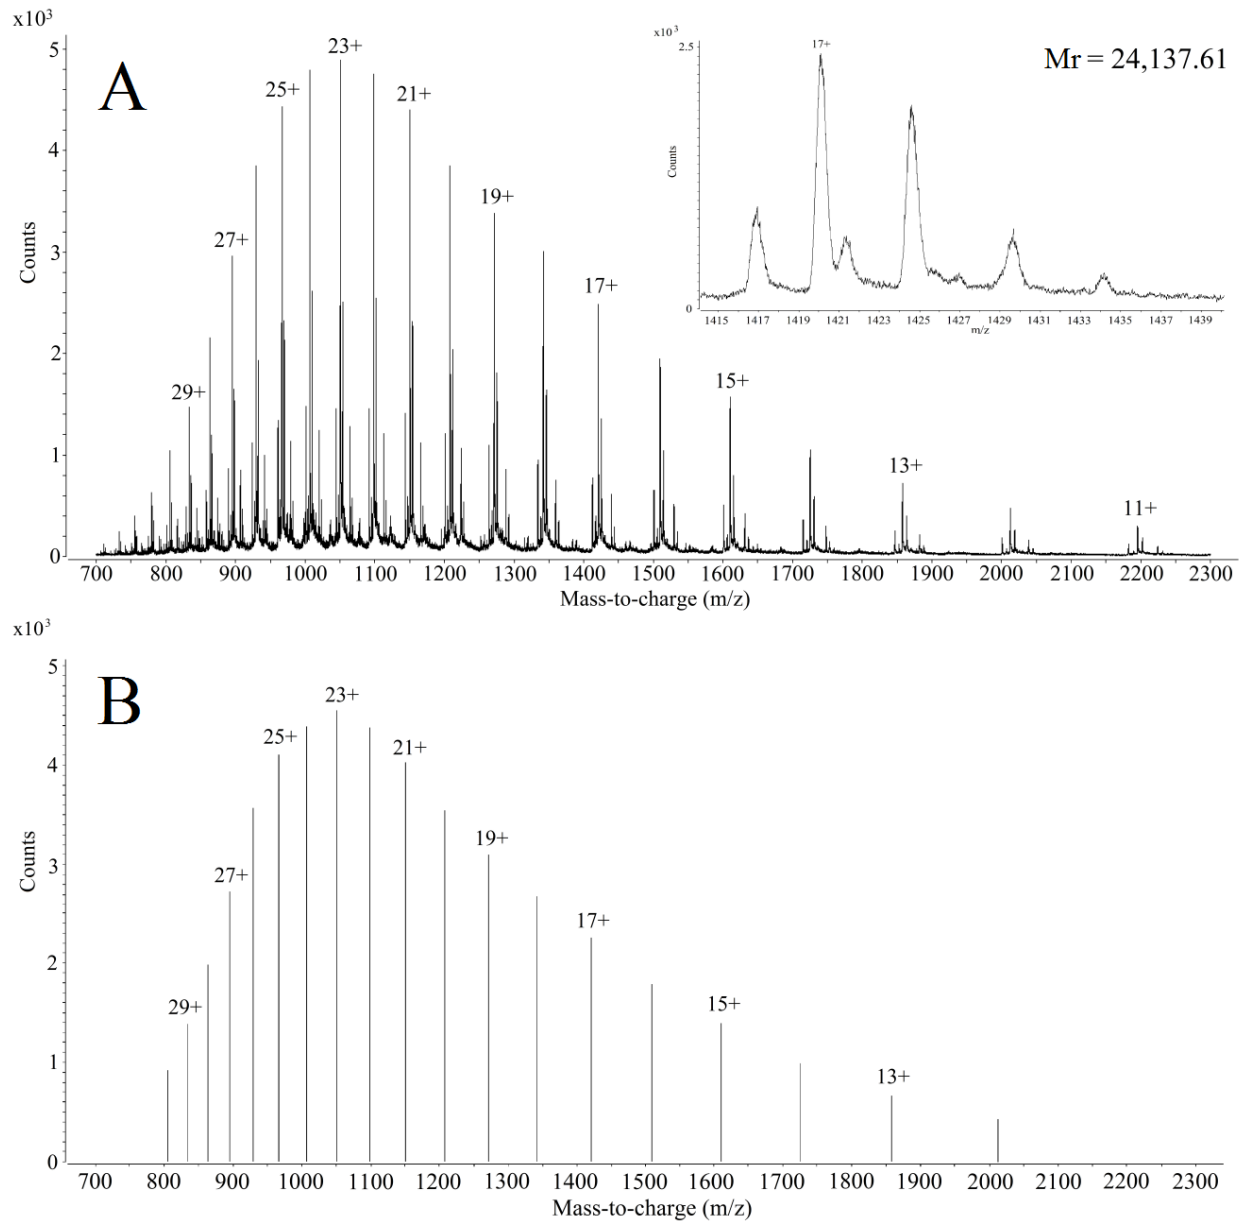 x10³
A
5
4
3
2
1
0
Counts
29+
27+
25+
23+
21+
19+
17+
15+
13+
11+
700 800 900 1000 1100 1200 1300 1400 1500 1600 1700 1800 1900 2000 2100 2200 2300
Mass-to-charge (m/z)
x10³
2.5
0
Counts
17+
1415 1417 1419 1421 1423 1425 1427 1429 1431 1433 1435 1437 1439
m/z
Mr = 24,137.61
x10³
B
5
4
3
2
1
0
Counts
29+
27+
25+
23+
21+
19+
17+
15+
13+
700 800 900 1000 1100 1200 1300 1400 1500 1600 1700 1800 1900 2000 2100 2200 2300
Mass-to-charge (m/z)